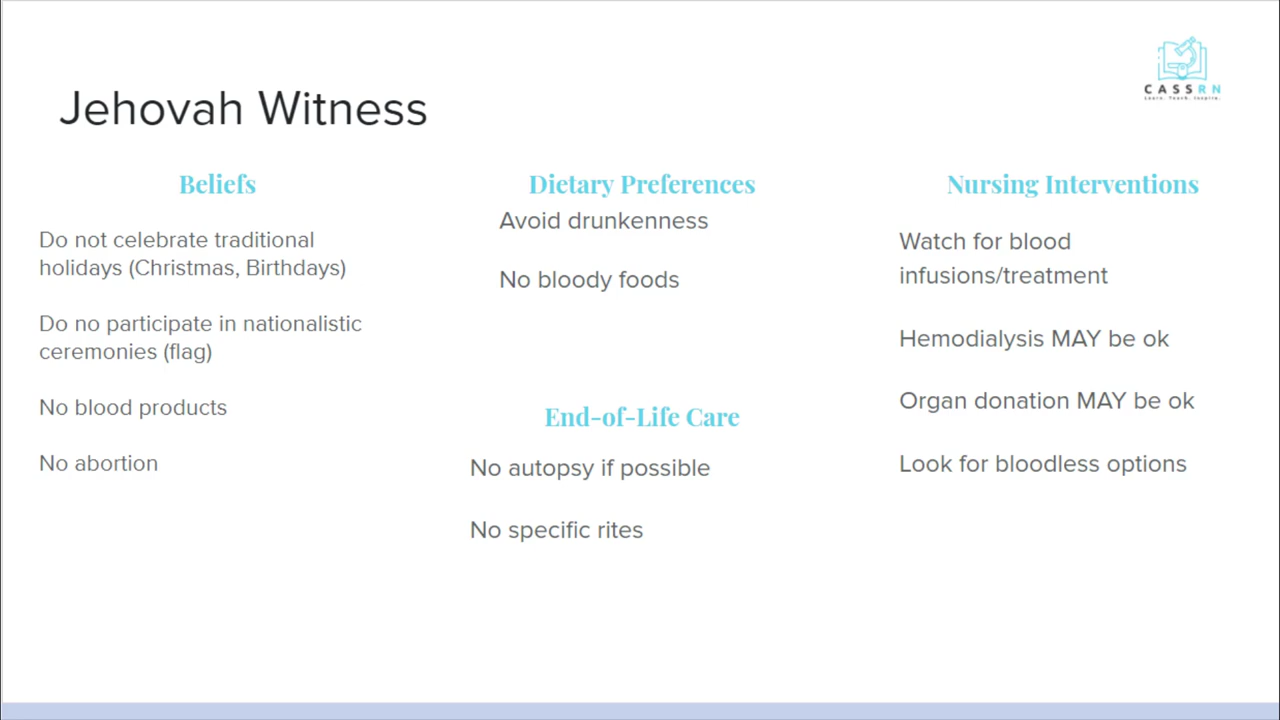 CASSRN
Learn. Teach. Inspire.
Jehovah Witness
Beliefs
Do not celebrate traditional
holidays (Christmas, Birthdays)
Do no participate in nationalistic
ceremonies (flag)
No blood products
No abortion
Dietary Preferences
Avoid drunkenness
No bloody foods
End-of-Life Care
No autopsy if possible
No specific rites
Nursing Interventions
Watch for blood
infusions/treatment
Hemodialysis MAY be ok
Organ donation MAY be ok
Look for bloodless options